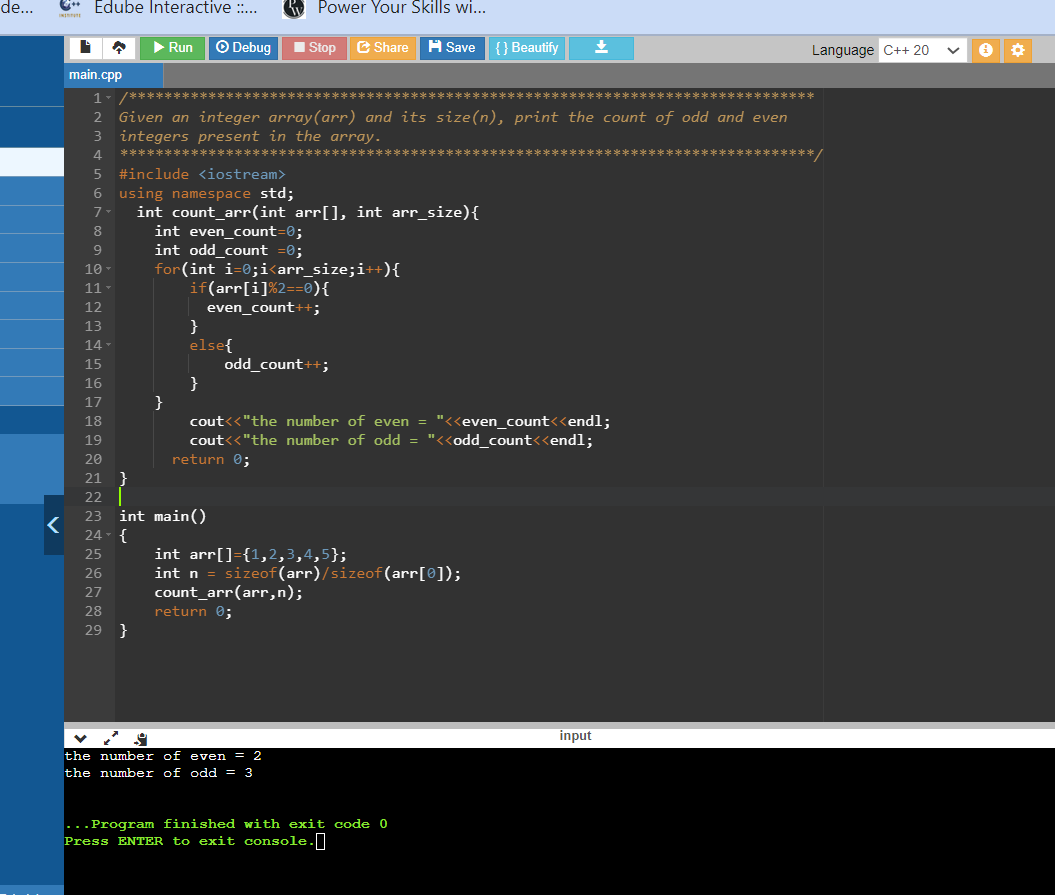 de...
Edube Interactive ::...
Power Your Skills wi...
Run
Debug
Stop
Share
Save
{ } Beautify
Language C++ 20
main.cpp
1 /******************************************************************************
2 Given an integer array(arr) and its size(n), print the count of odd and even
3 integers present in the array.
4 *******************************************************************************/
5 #include <iostream>
6 using namespace std;
7   int count_arr(int arr[], int arr_size){
8     int even_count=0;
9     int odd_count =0;
10     for(int i=0;i<arr_size;i++){
11         if(arr[i]%2==0){
12           even_count++;
13         }
14         else{
15             odd_count++;
16         }
17     }
18         cout<<"the number of even = "<<even_count<<endl;
19         cout<<"the number of odd = "<<odd_count<<endl;
20       return 0;
21 }
22
23 int main()
24 {
25     int arr[]={1,2,3,4,5};
26     int n = sizeof(arr)/sizeof(arr[0]);
27     count_arr(arr,n);
28     return 0;
29 }
input
the number of even = 2
the number of odd = 3
...Program finished with exit code 0
Press ENTER to exit console.